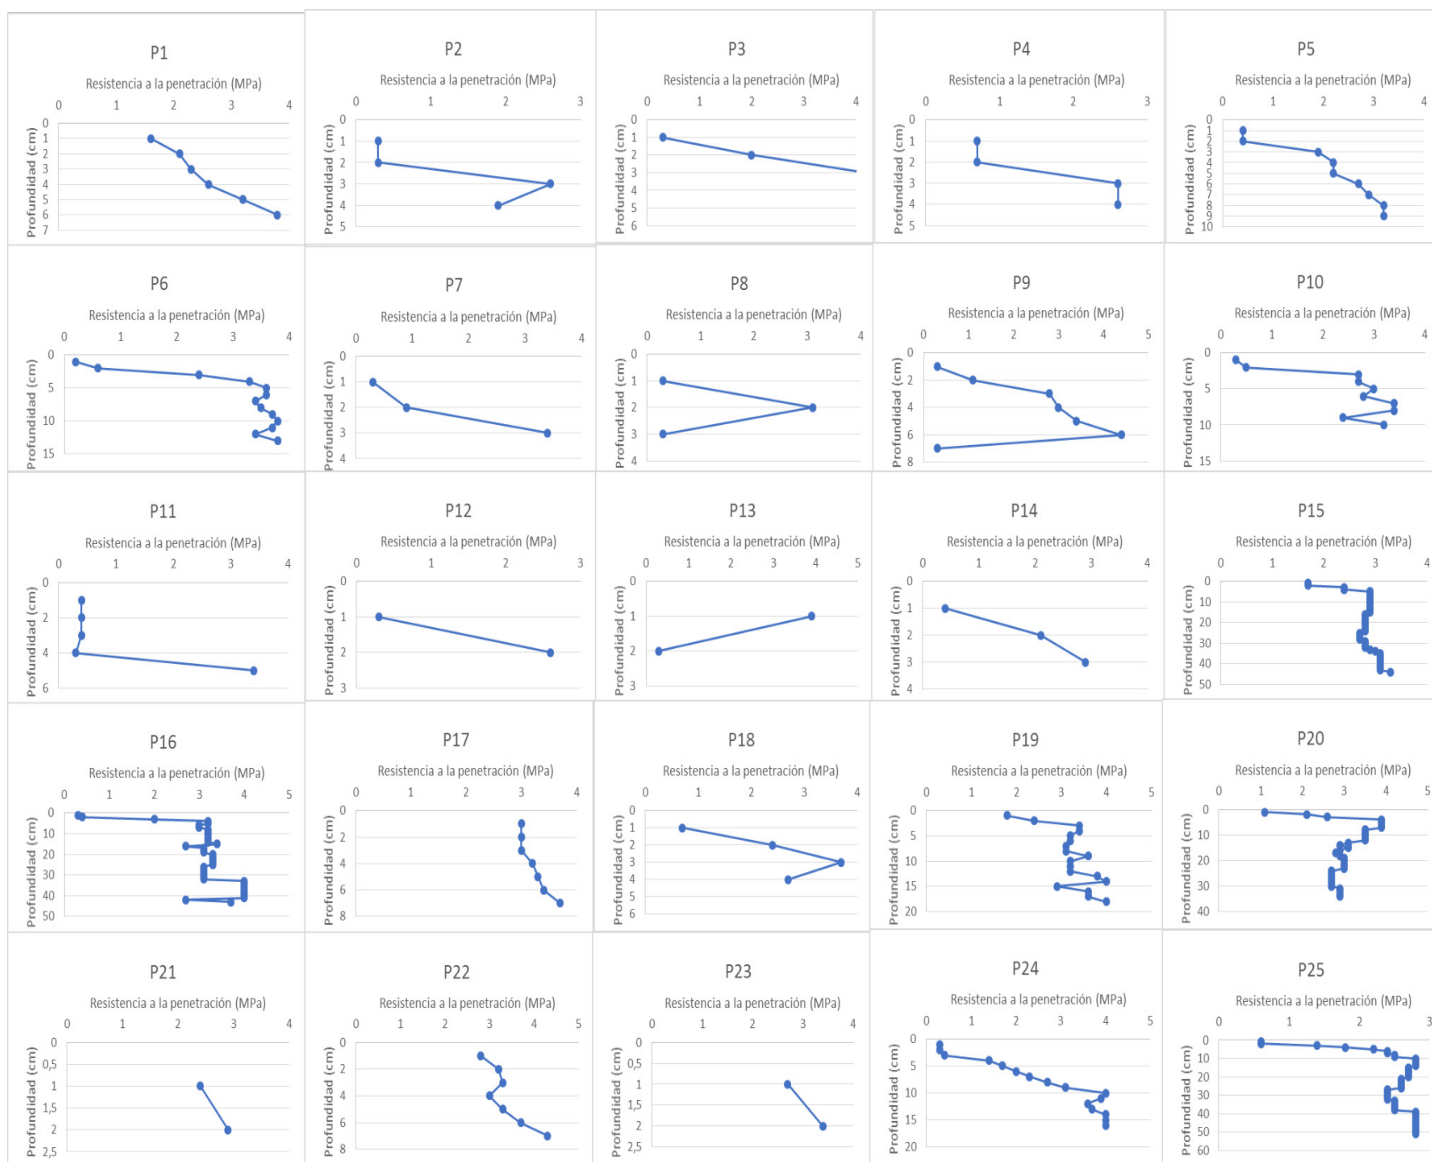 P1
Resistencia a la penetración (MPa)
0 1 2 3 4
Profundidad (cm)
0
1
2
3
4
5
6
7
P2
Resistencia a la penetración (MPa)
0 1 2 3
Profundidad (cm)
0
1
2
3
4
5
P3
Resistencia a la penetración (MPa)
0 1 2 3 4
Profundidad (cm)
0
1
2
3
4
5
6
P4
Resistencia a la penetración (MPa)
0 1 2 3
Profundidad (cm)
0
1
2
3
4
5
P5
Resistencia a la penetración (MPa)
0 1 2 3 4
Profundidad (cm)
0
1
2
3
4
5
6
7
8
9
10
P6
Resistencia a la penetración (MPa)
0 1 2 3 4
Profundidad (cm)
0
5
10
15
P7
Resistencia a la penetración (MPa)
0 1 2 3 4
Profundidad (cm)
0
1
2
3
4
P8
Resistencia a la penetración (MPa)
0 1 2 3 4
Profundidad (cm)
0
1
2
3
4
P9
Resistencia a la penetración (MPa)
0 1 2 3 4 5
Profundidad (cm)
0
2
4
6
8
P10
Resistencia a la penetración (MPa)
0 1 2 3 4
Profundidad (cm)
0
5
10
15
P11
Resistencia a la penetración (MPa)
0 1 2 3 4
Profundidad (cm)
0
2
4
6
P12
Resistencia a la penetración (MPa)
0 1 2 3
Profundidad (cm)
0
1
2
3
P13
Resistencia a la penetración (MPa)
0 1 2 3 4 5
Profundidad (cm)
0
1
2
3
P14
Resistencia a la penetración (MPa)
0 1 2 3 4
Profundidad (cm)
0
1
2
3
4
P15
Resistencia a la penetración (MPa)
0 1 2 3 4
Profundidad (cm)
0
10
20
30
40
50
P16
Resistencia a la penetración (MPa)
0 1 2 3 4 5
Profundidad (cm)
0
10
20
30
40
50
P17
Resistencia a la penetración (MPa)
0 1 2 3 4
Profundidad (cm)
0
2
4
6
8
P18
Resistencia a la penetración (MPa)
0 1 2 3 4
Profundidad (cm)
0
1
2
3
4
5
6
P19
Resistencia a la penetración (MPa)
0 1 2 3 4 5
Profundidad (cm)
0
5
10
15
20
P20
Resistencia a la penetración (MPa)
0 1 2 3 4 5
Profundidad (cm)
0
10
20
30
40
P21
Resistencia a la penetración (MPa)
0 1 2 3 4
Profundidad (cm)
0
0,5
1
1,5
2
2,5
P22
Resistencia a la penetración (MPa)
0 1 2 3 4 5
Profundidad (cm)
0
2
4
6
8
P23
Resistencia a la penetración (MPa)
0 1 2 3 4
Profundidad (cm)
0
0,5
1
1,5
2
2,5
P24
Resistencia a la penetración (MPa)
0 1 2 3 4 5
Profundidad (cm)
0
5
10
15
20
P25
Resistencia a la penetración (MPa)
0 1 2 3
Profundidad (cm)
0
10
20
30
40
50
60